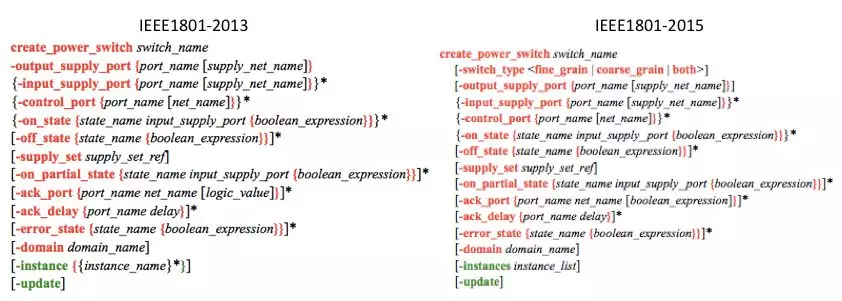 IEEE1801-2013
create_power_switch switch_name
-output_supply_port {port_name [supply_net_name]}
{-input_supply_port {port_name [supply_net_name]}}*
{-control_port {port_name [net_name]}}*
{-on_state {state_name input_supply_port {boolean_expression}}}*
[-off_state {state_name {boolean_expression}}]*
[-supply_set supply_set_ref]
[-on_partial_state {state_name input_supply_port {boolean_expression}}]*
[-ack_port {port_name net_name [logic_value]}]*
[-ack_delay {port_name delay}]*
[-error_state {state_name {boolean_expression}}]*
[-domain domain_name]
[-instance {{instance_name}*}]
[-update]
IEEE1801-2015
create_power_switch switch_name
[-switch_type <fine_grain | coarse_grain | both>]
[-output_supply_port {port_name [supply_net_name]}]
{-input_supply_port {port_name [supply_net_name]}}*
{-control_port {port_name [net_name]}}*
{-on_state {state_name input_supply_port {boolean_expression}}}*
[-off_state {state_name {boolean_expression}}]*
[-supply_set supply_set_ref]
[-on_partial_state {state_name input_supply_port {boolean_expression}}]*
[-ack_port {port_name net_name [boolean_expression]}]*
[-ack_delay {port_name delay}]*
[-error_state {state_name {boolean_expression}}]*
[-domain domain_name]
[-instances instance_list]
[-update]